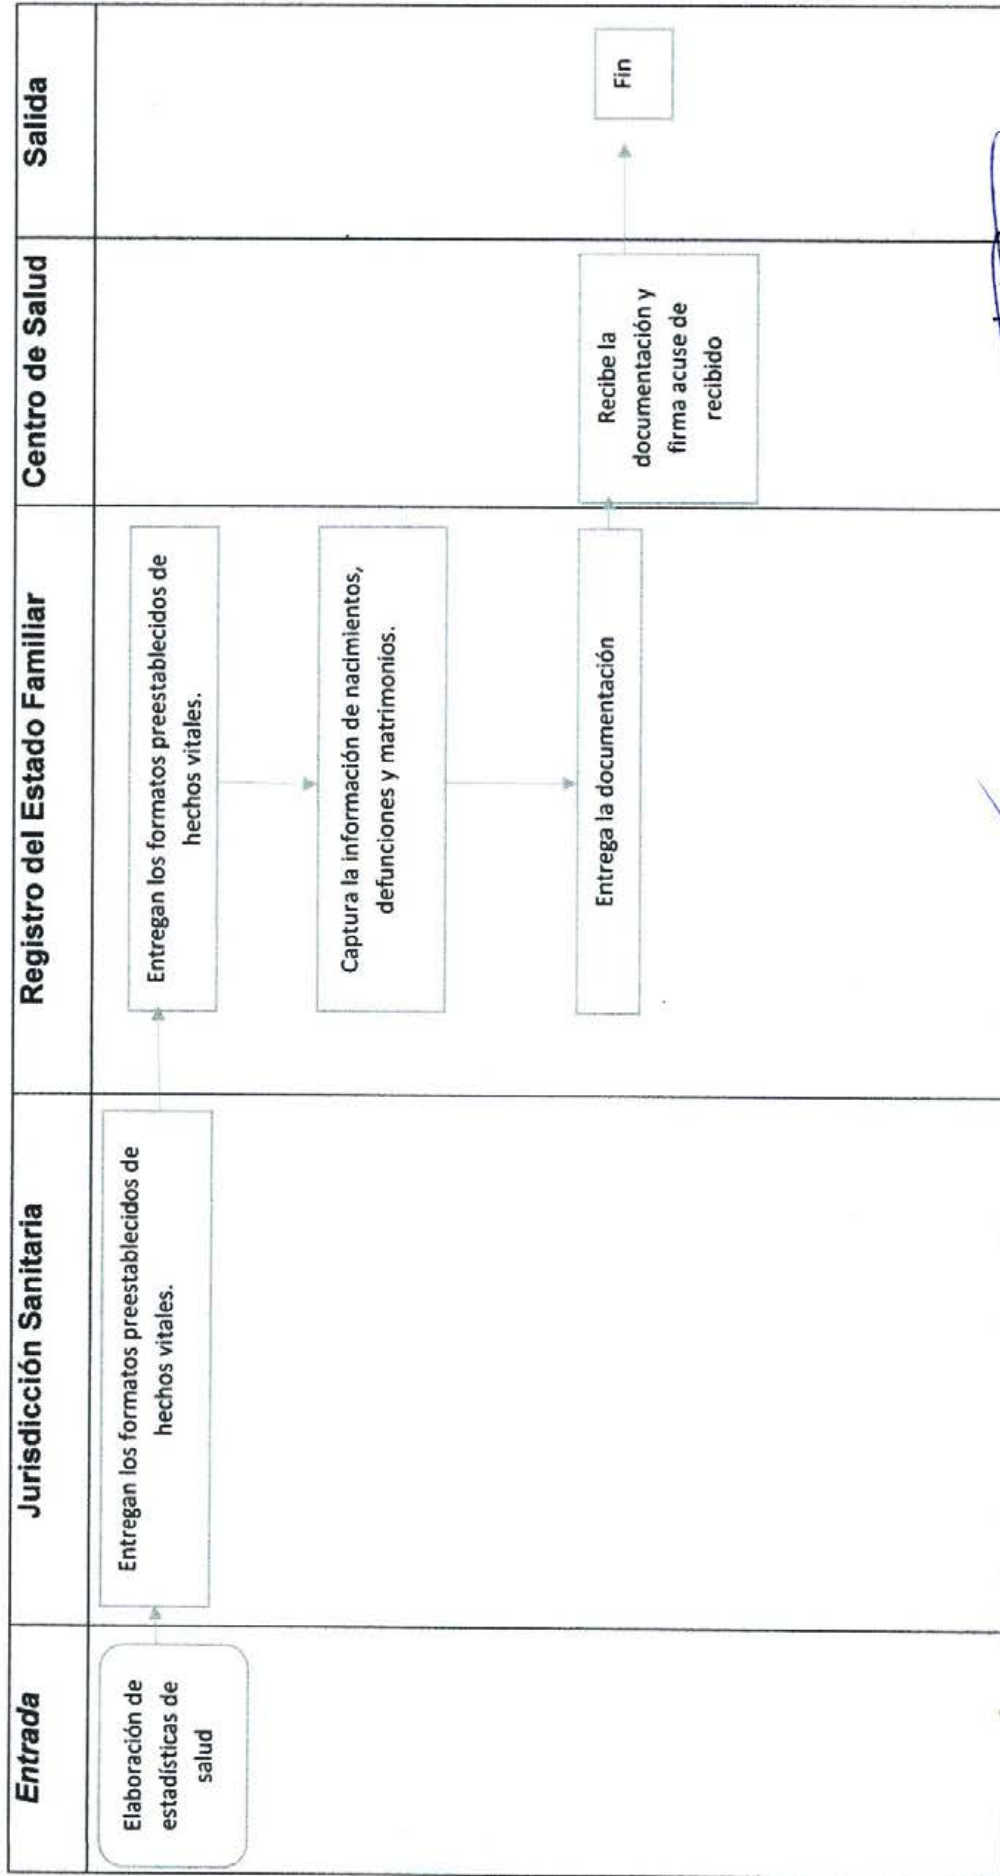 Entrada
Jurisdicción Sanitaria
Registro del Estado Familiar
Centro de Salud
Salida
Elaboración de
estadísticas de
salud
Entregan los formatos preestablecidos de
hechos vitales.
Entregan los formatos preestablecidos de
hechos vitales.
Captura la información de nacimientos,
defunciones y matrimonios.
Entrega la documentación
Recibe la
documentación y
firma acuse de
recibido
Fin